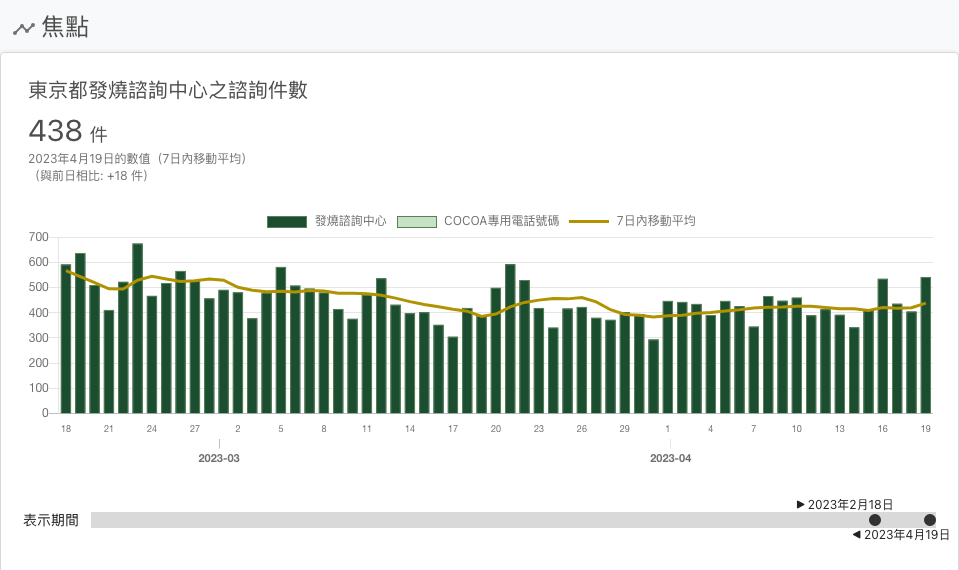 焦點
東京都發燒諮詢中心之諮詢件數
438 件
2023年4月19日的數值（7日內移動平均）
（與前日相比: +18 件）
發燒諮詢中心 COCOA專用電話號碼 7日內移動平均
700
600
500
400
300
200
100
0
18 21 24 27 2 5 8 11 14 17 20 23 26 29 1 4 7 10 13 16 19
2023-03 2023-04
▶ 2023年2月18日
表示期間
◀ 2023年4月19日